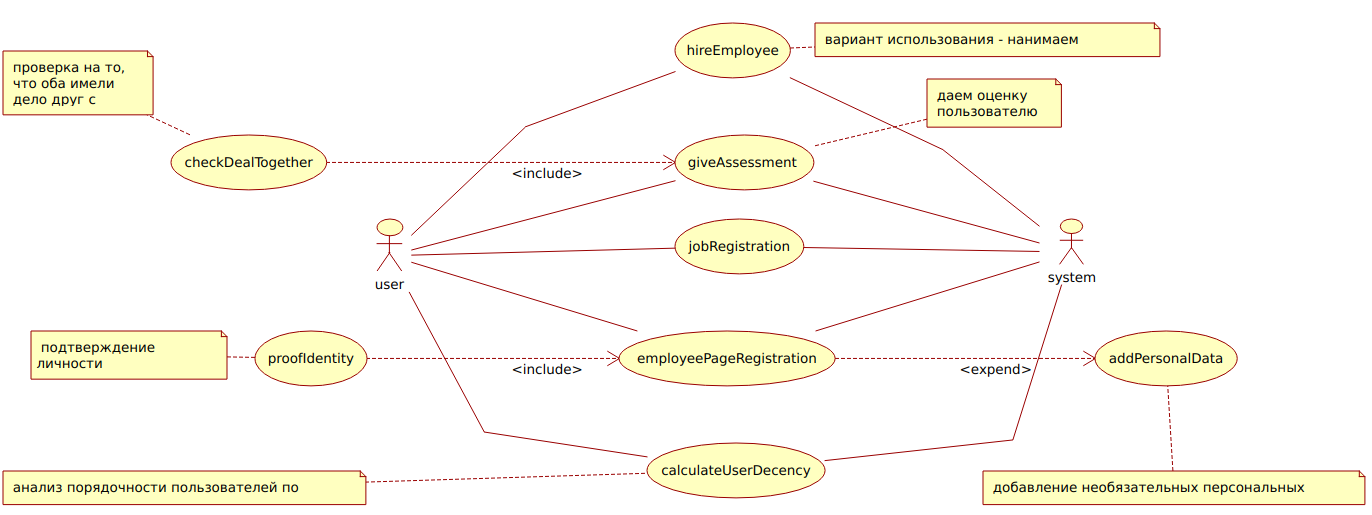 hireEmployee
вариант использования - нанимаем
проверка на то,
что оба имели
дело друг с
даем оценку
пользователю
checkDealTogether
<include>
giveAssessment
user
jobRegistration
system
подтверждение
личности
proofIdentity
<include>
employeePageRegistration
<expend>
addPersonalData
calculateUserDecency
анализ порядочности пользователей по
добавление необязательных персональных